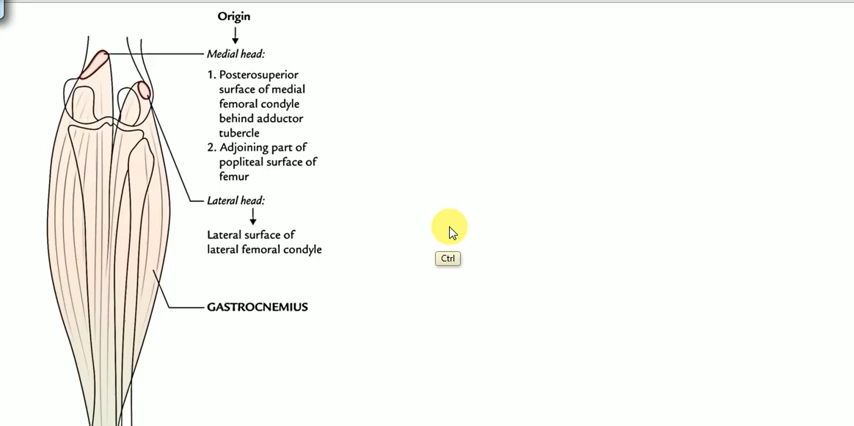 Origin
Medial head:
1. Posterosuperior
surface of medial
femoral condyle
behind adductor
tubercle
2. Adjoining part of
popliteal surface of
femur
Lateral head:
Lateral surface of
lateral femoral condyle
Ctrl
GASTROCNEMIUS